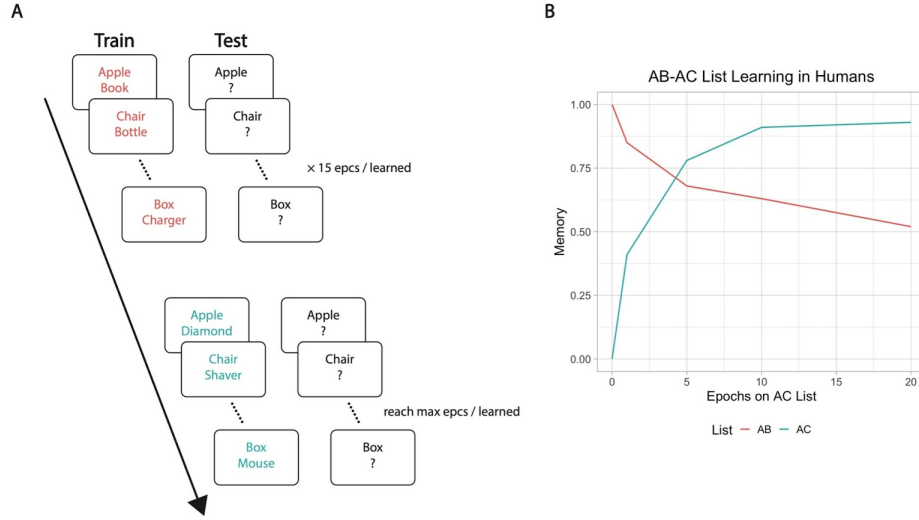 A
Train
Test
Apple
Book
Apple
?
Chair
Bottle
Chair
?
× 15 epcs / learned
Box
Charger
Box
?
Apple
Diamond
Apple
?
Chair
Shaver
Chair
?
reach max epcs / learned
Box
Mouse
Box
?
B
AB-AC List Learning in Humans
1.00
0.75
0.50
0.25
0.00
Memory
0 5 10 15 20
Epochs on AC List
List AB AC